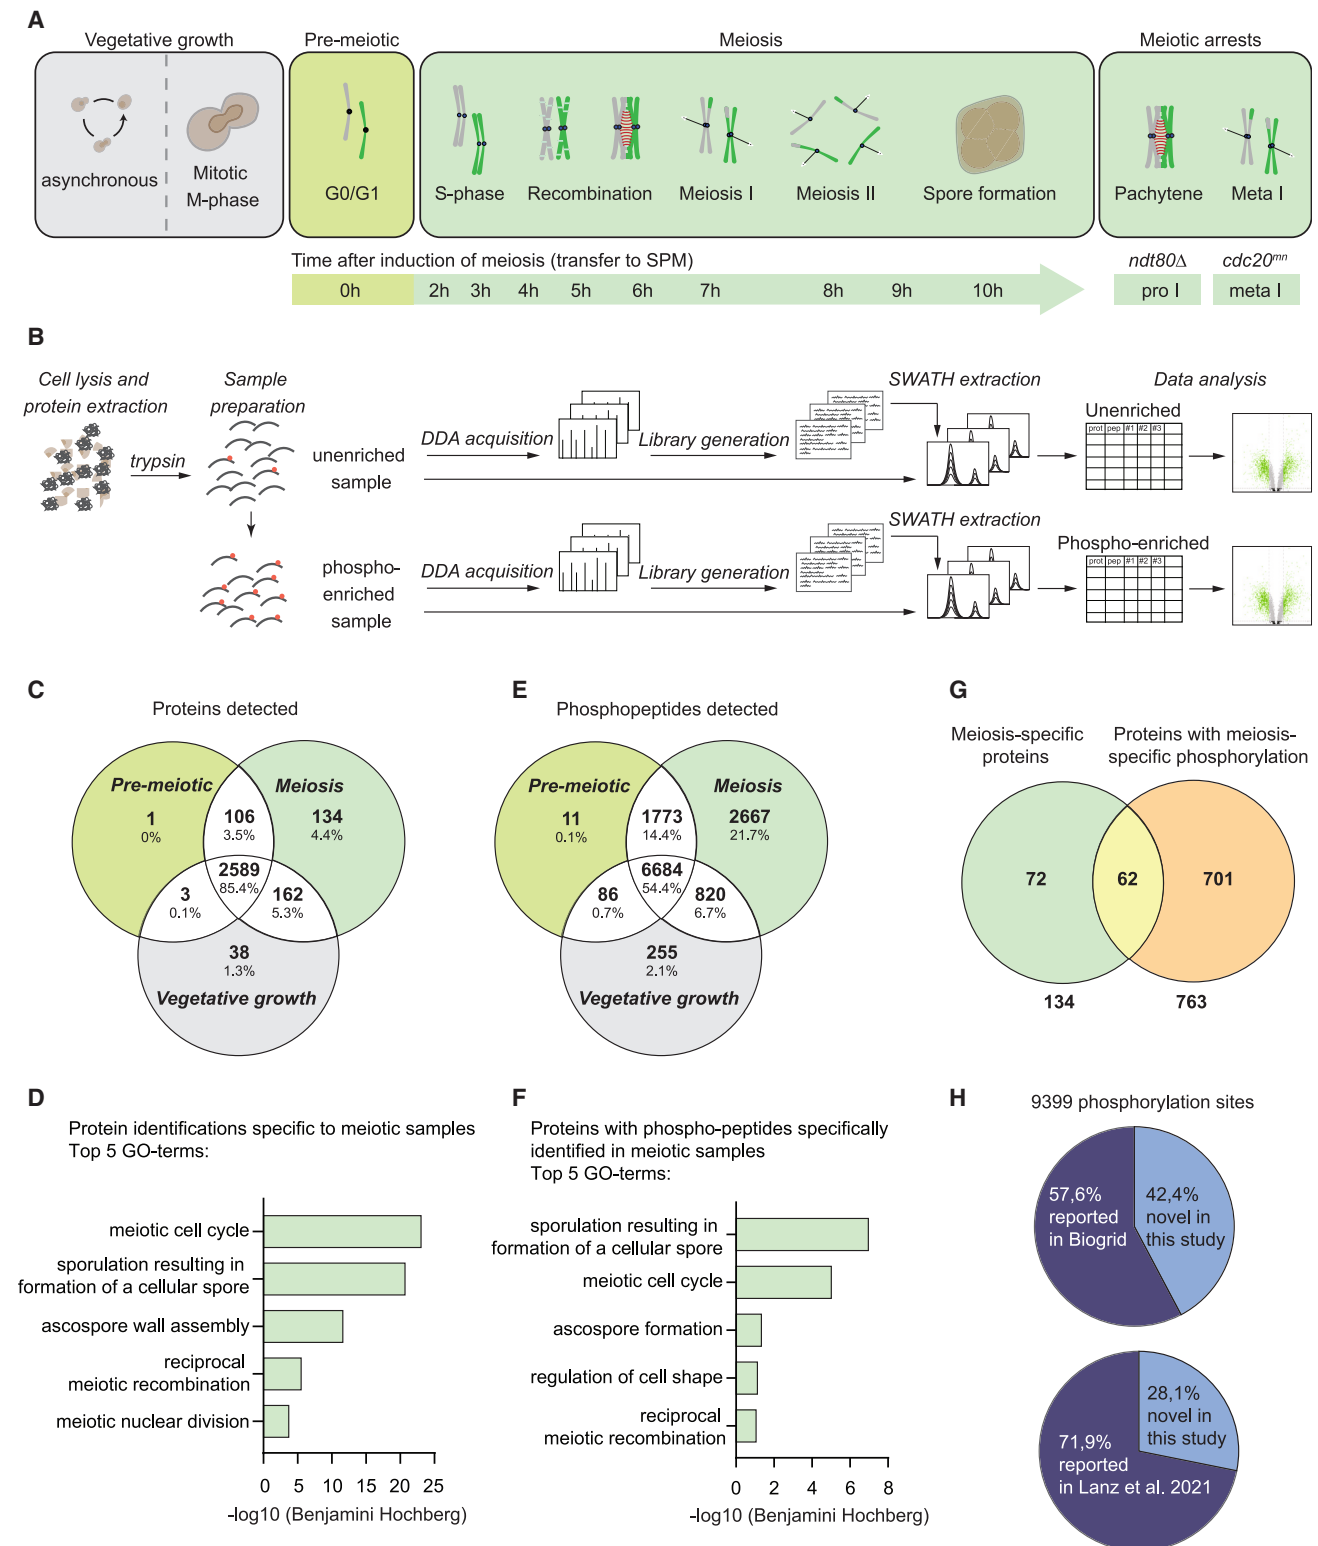 A
Vegetative growth
Pre-meiotic
Meiosis
Meiotic arrests
asynchronous
Mitotic
M-phase
G0/G1
S-phase
Recombination
Meiosis I
Meiosis II
Spore formation
Pachytene
Meta I
Time after induction of meiosis (transfer to SPM)
0h
2h
3h
4h
5h
6h
7h
8h
9h
10h
ndt80Δ
cdc20mn
pro I
meta I
B
Cell lysis and
protein extraction
trypsin
Sample
preparation
unenriched
sample
DDA acquisition
Library generation
SWATH extraction
Data analysis
Unenriched
prot pep #1 #2 #3
phospho-
enriched
sample
DDA acquisition
Library generation
SWATH extraction
Phospho-enriched
prot pep #1 #2 #3
C
Proteins detected
Pre-meiotic
Meiosis
1
0%
106
3.5%
134
4.4%
2589
85.4%
3
0.1%
162
5.3%
38
1.3%
Vegetative growth
E
Phosphopeptides detected
Pre-meiotic
Meiosis
11
0.1%
1773
14.4%
2667
21.7%
6684
54.4%
86
0.7%
820
6.7%
255
2.1%
Vegetative growth
G
Meiosis-specific
proteins
Proteins with meiosis-
specific phosphorylation
72
62
701
134
763
D
Protein identifications specific to meiotic samples
Top 5 GO-terms:
meiotic cell cycle
sporulation resulting in
formation of a cellular spore
ascospore wall assembly
reciprocal
meiotic recombination
meiotic nuclear division
0 5 10 15 20 25
-log10 (Benjamini Hochberg)
F
Proteins with phospho-peptides specifically
identified in meiotic samples
Top 5 GO-terms:
sporulation resulting in
formation of a cellular spore
meiotic cell cycle
ascospore formation
regulation of cell shape
reciprocal
meiotic recombination
0 2 4 6 8
-log10 (Benjamini Hochberg)
H
9399 phosphorylation sites
57,6%
reported
in Biogrid
42,4%
novel in
this study
28,1%
novel in
this study
71,9%
reported
in Lanz et al. 2021